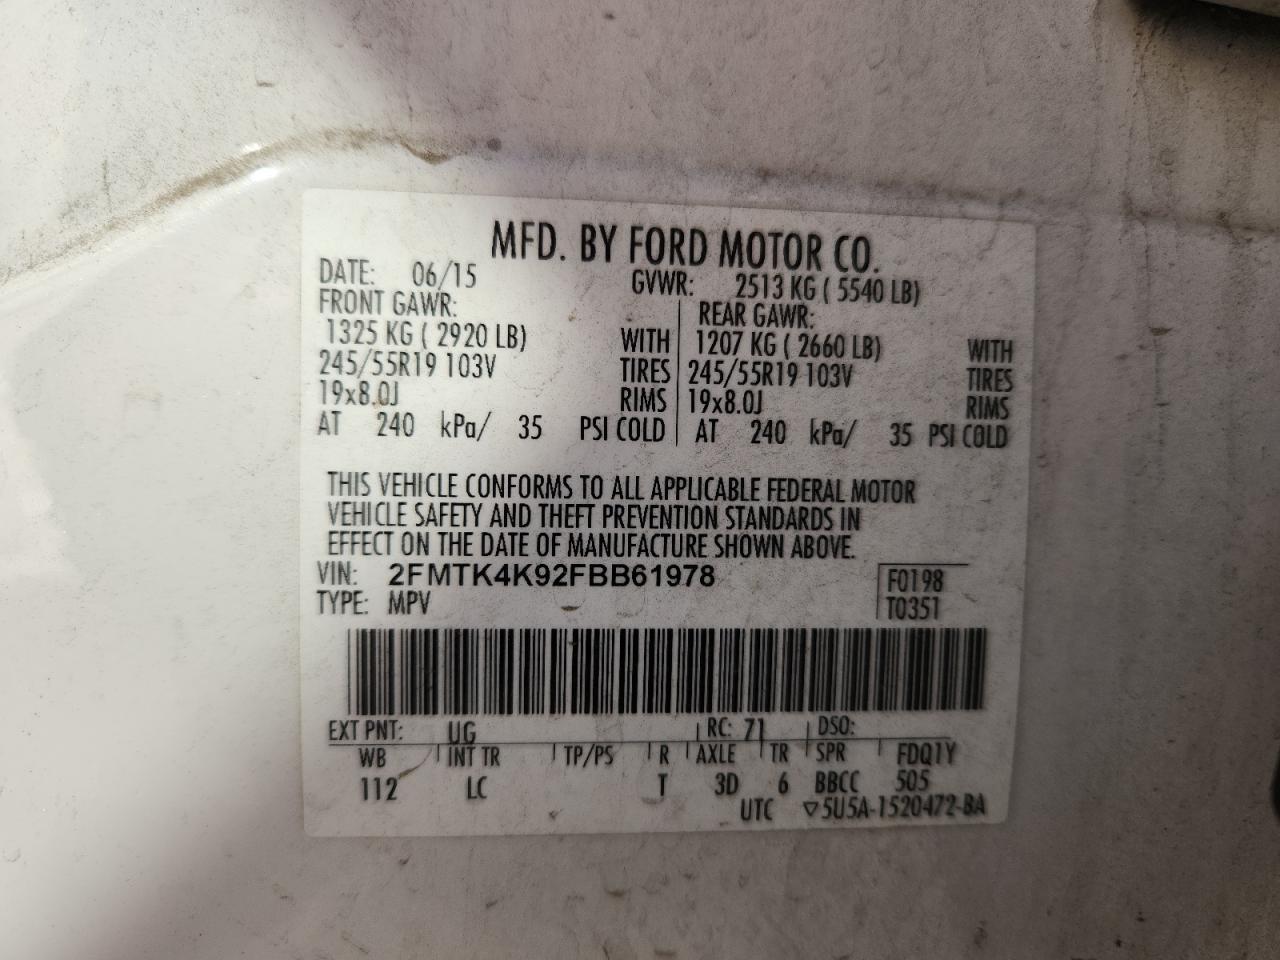 MFD. BY FORD MOTOR CO.
DATE: 06/15 GVWR: 2513 KG ( 5540 LB)
FRONT GAWR: REAR GAWR:
1325 KG ( 2920 LB) WITH 1207 KG ( 2660 LB) WITH
245/55R19 103V TIRES 245/55R19 103V TIRES
19x8.0J RIMS 19x8.0J RIMS
AT 240 kPa/ 35 PSI COLD AT 240 kPa/ 35 PSI COLD
THIS VEHICLE CONFORMS TO ALL APPLICABLE FEDERAL MOTOR
VEHICLE SAFETY AND THEFT PREVENTION STANDARDS IN
EFFECT ON THE DATE OF MANUFACTURE SHOWN ABOVE.
VIN: 2FMTK4K92FBB61978 F0198
TYPE: MPV T0351
EXT PNT: UG RC: 71 DSO:
WB INT TR TP/PS R AXLE TR SPR FDQ1Y
112 LC T 3D 6 BBCC 505
UTC ▽5U5A-1520472-BA